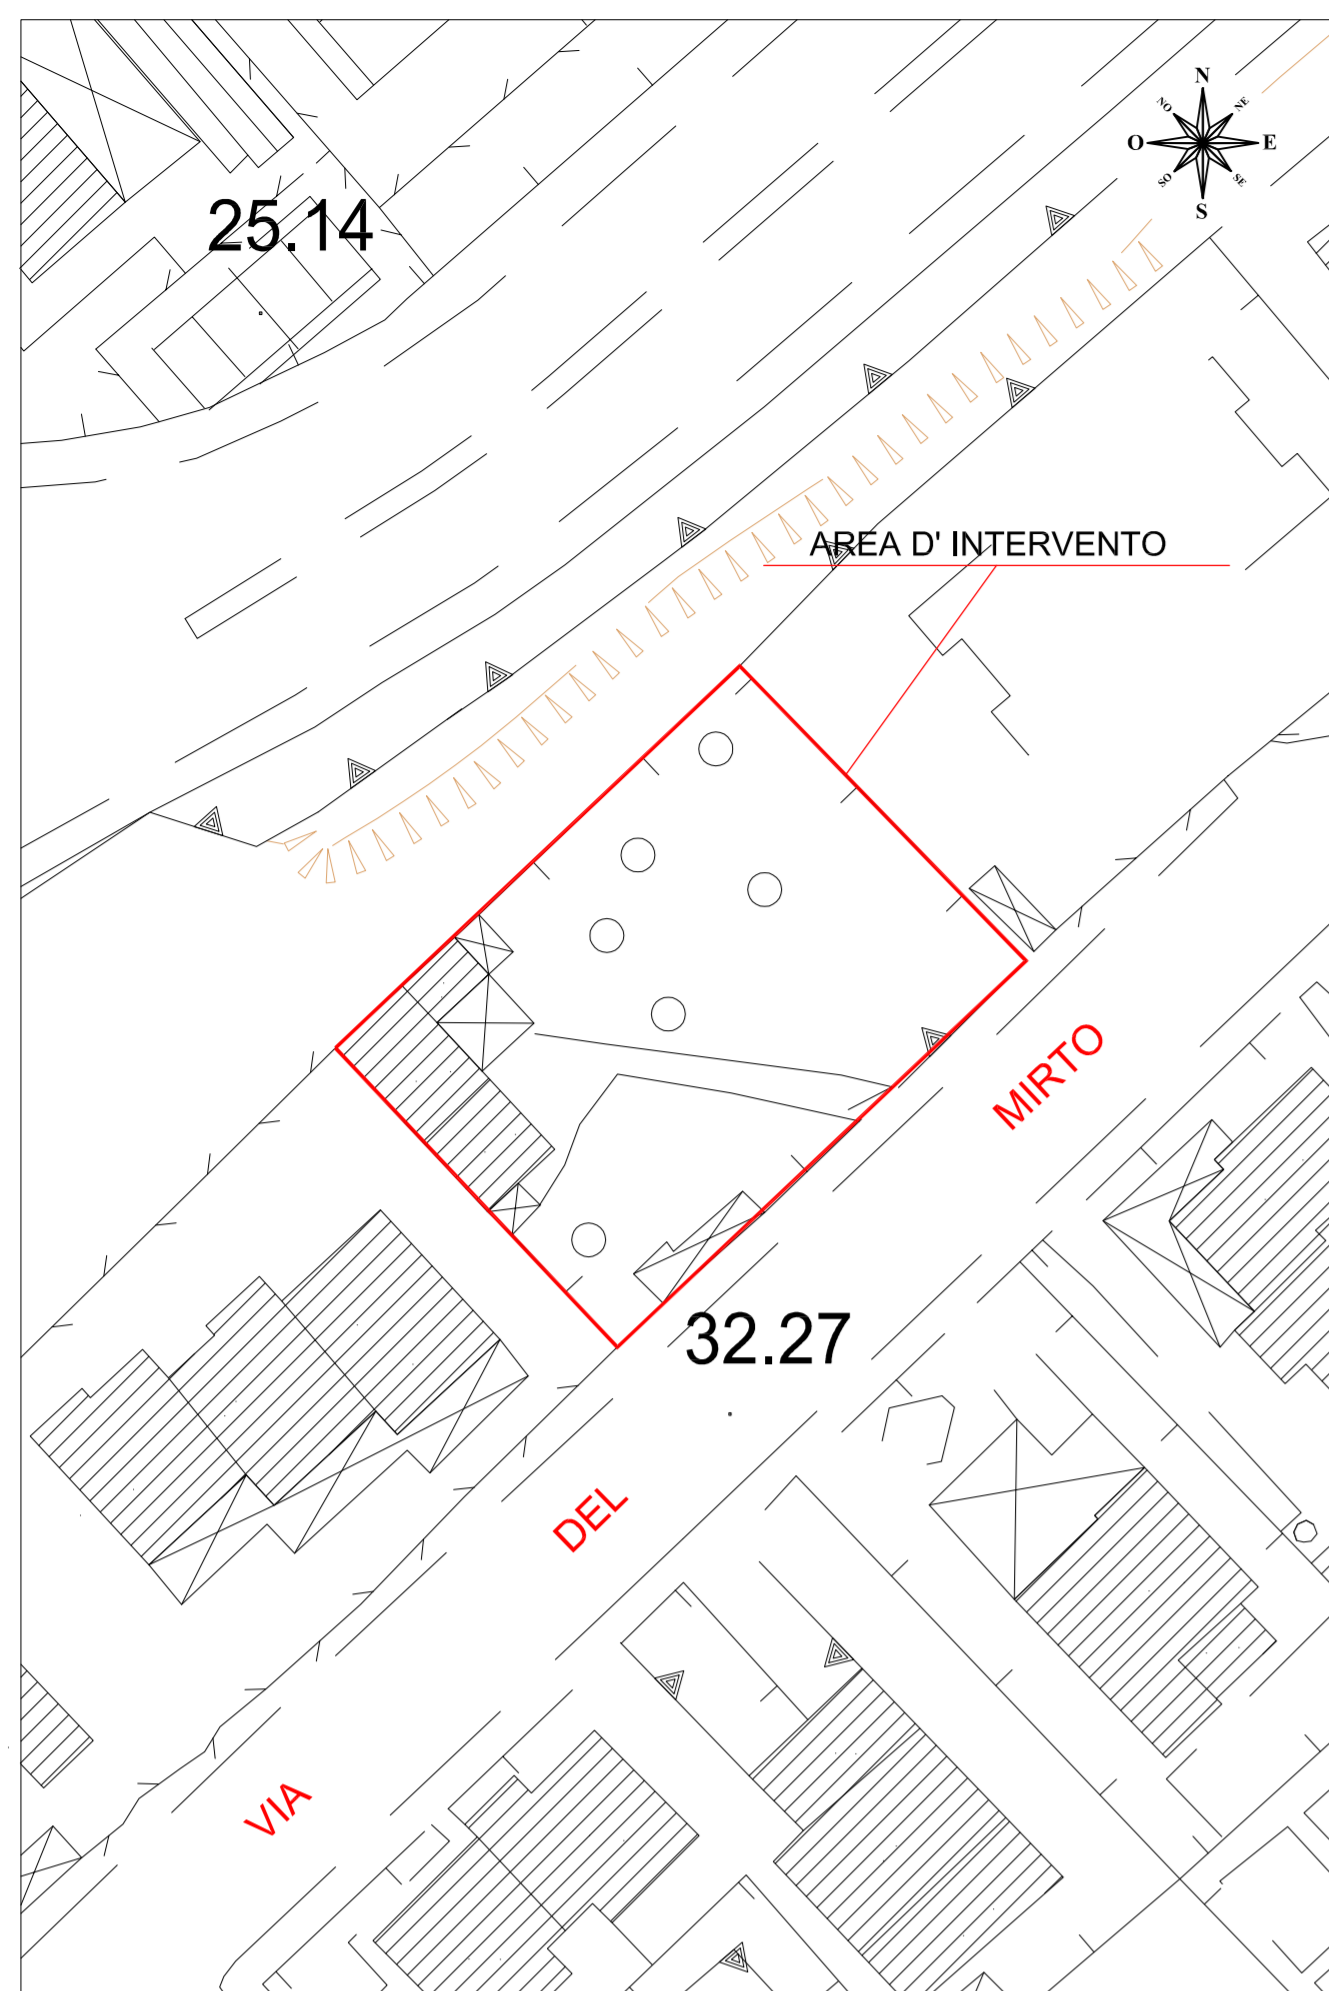 N
NO
NE
O
E
SO
SE
S
25.14
AREA D' INTERVENTO
MIRTO
32.27
DEL
VIA